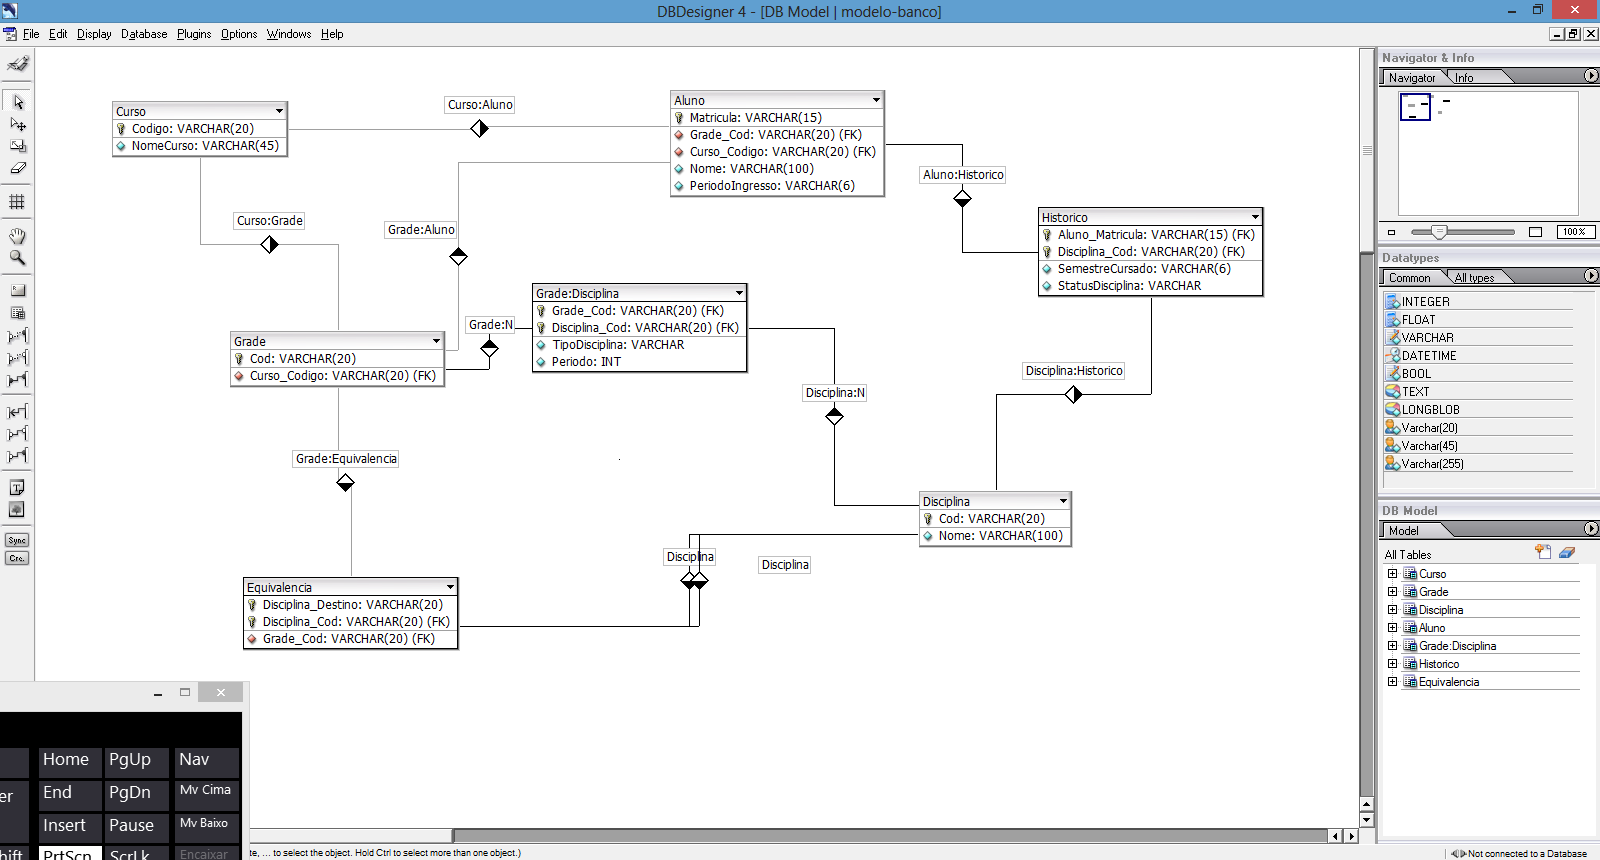 DBDesigner 4 - [DB Model | modelo-banco]
File Edit Display Database Plugins Options Windows Help
Curso
Codigo: VARCHAR(20)
NomeCurso: VARCHAR(45)
Curso:Aluno
Aluno
Matricula: VARCHAR(15)
Grade_Cod: VARCHAR(20) (FK)
Curso_Codigo: VARCHAR(20) (FK)
Nome: VARCHAR(100)
PeriodoIngresso: VARCHAR(6)
Aluno:Historico
Curso:Grade
Grade:Aluno
Historico
Aluno_Matricula: VARCHAR(15) (FK)
Disciplina_Cod: VARCHAR(20) (FK)
SemestreCursado: VARCHAR(6)
StatusDisciplina: VARCHAR
Grade:Disciplina
Grade_Cod: VARCHAR(20) (FK)
Disciplina_Cod: VARCHAR(20) (FK)
TipoDisciplina: VARCHAR
Periodo: INT
Grade:N
Grade
Cod: VARCHAR(20)
Curso_Codigo: VARCHAR(20) (FK)
Disciplina:N
Disciplina:Historico
Grade:Equivalencia
Disciplina
Cod: VARCHAR(20)
Nome: VARCHAR(100)
Disciplina
Disciplina
Equivalencia
Disciplina_Destino: VARCHAR(20)
Disciplina_Cod: VARCHAR(20) (FK)
Grade_Cod: VARCHAR(20) (FK)
Sync
Cre.
Navigator & Info
Navigator Info
100%
Datatypes
Common All types
INTEGER
FLOAT
VARCHAR
DATETIME
BOOL
TEXT
LONGBLOB
Varchar(20)
Varchar(45)
Varchar(255)
DB Model
Model
All Tables
Curso
Grade
Disciplina
Aluno
Grade:Disciplina
Historico
Equivalencia
Home PgUp Nav
er End PgDn Mv Cima
Insert Pause Mv Baixo
hift PrtScn ScrLk Encaixar
te, ... to select the object. Hold Ctrl to select more than one object.)
Not connected to a Database